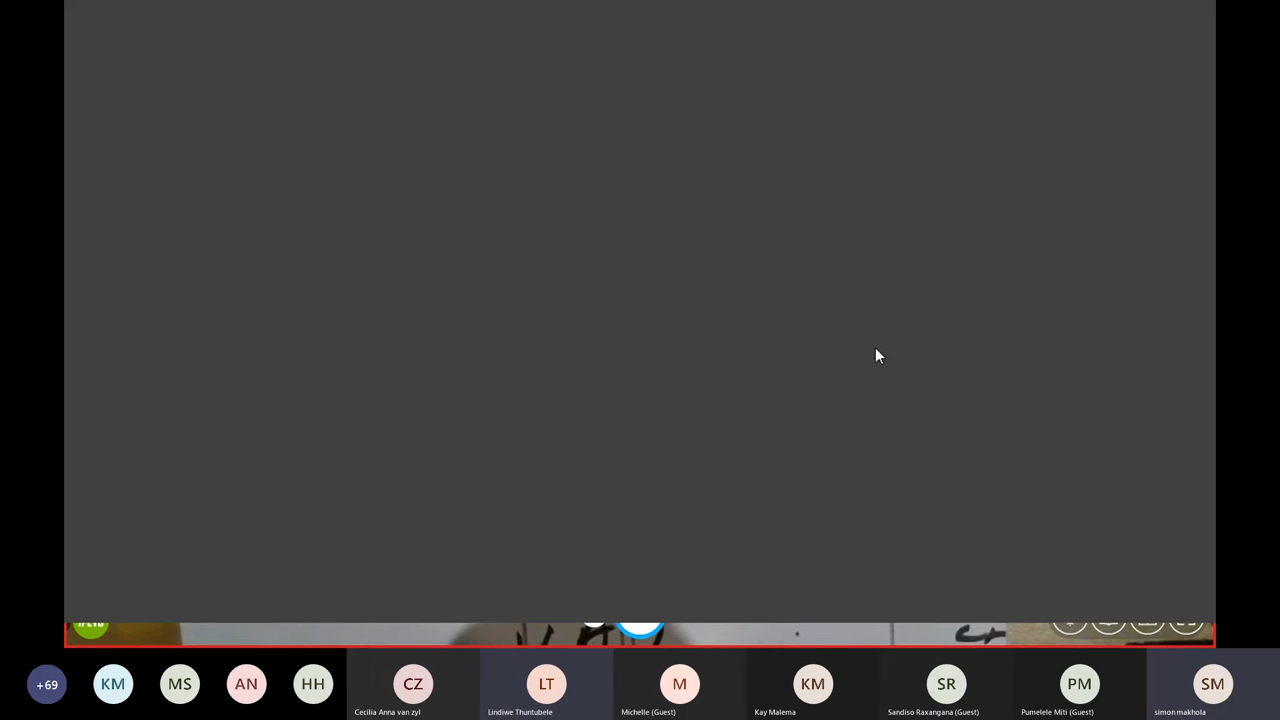 +69
KM
MS
AN
HH
CZ
LT
M
KM
SR
PM
SM
Cecilia Anna van zyl
Lindiwe Thuntubele
Michelle (Guest)
Kay Malema
Sandiso Raxangana (Guest)
Pumelele Miti (Guest)
simon makhola